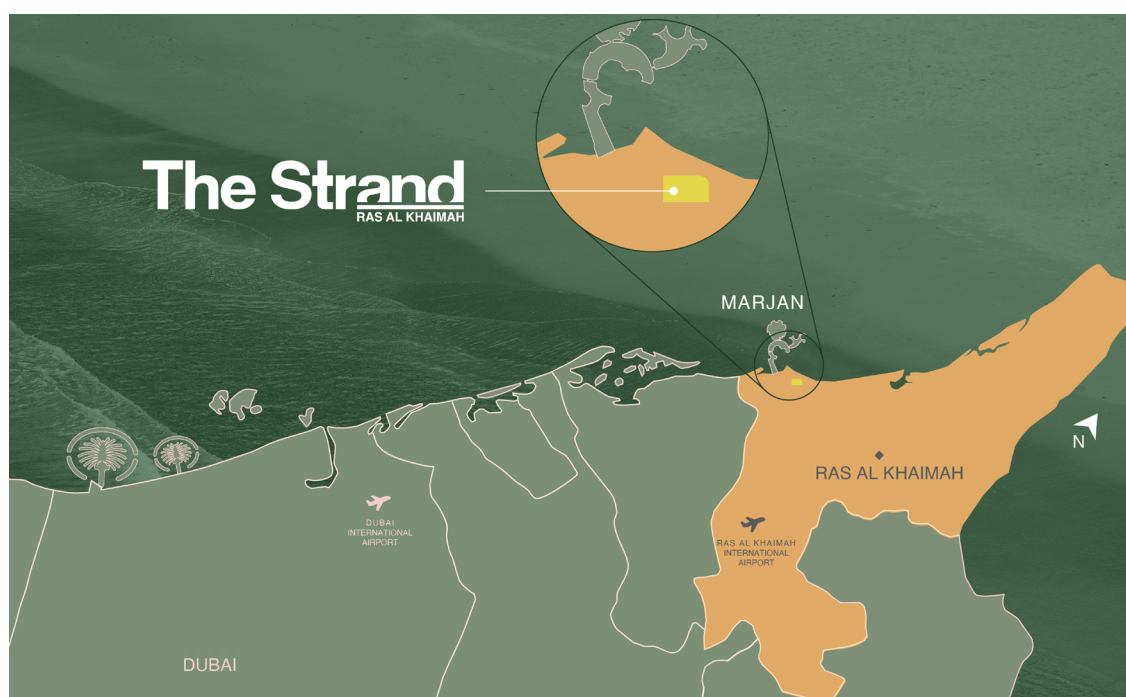 The Strand
RAS AL KHAIMAH
MARJAN
N
RAS AL KHAIMAH
DUBAI
INTERNATIONAL
AIRPORT
RAS AL KHAIMAH
INTERNATIONAL
AIRPORT
DUBAI